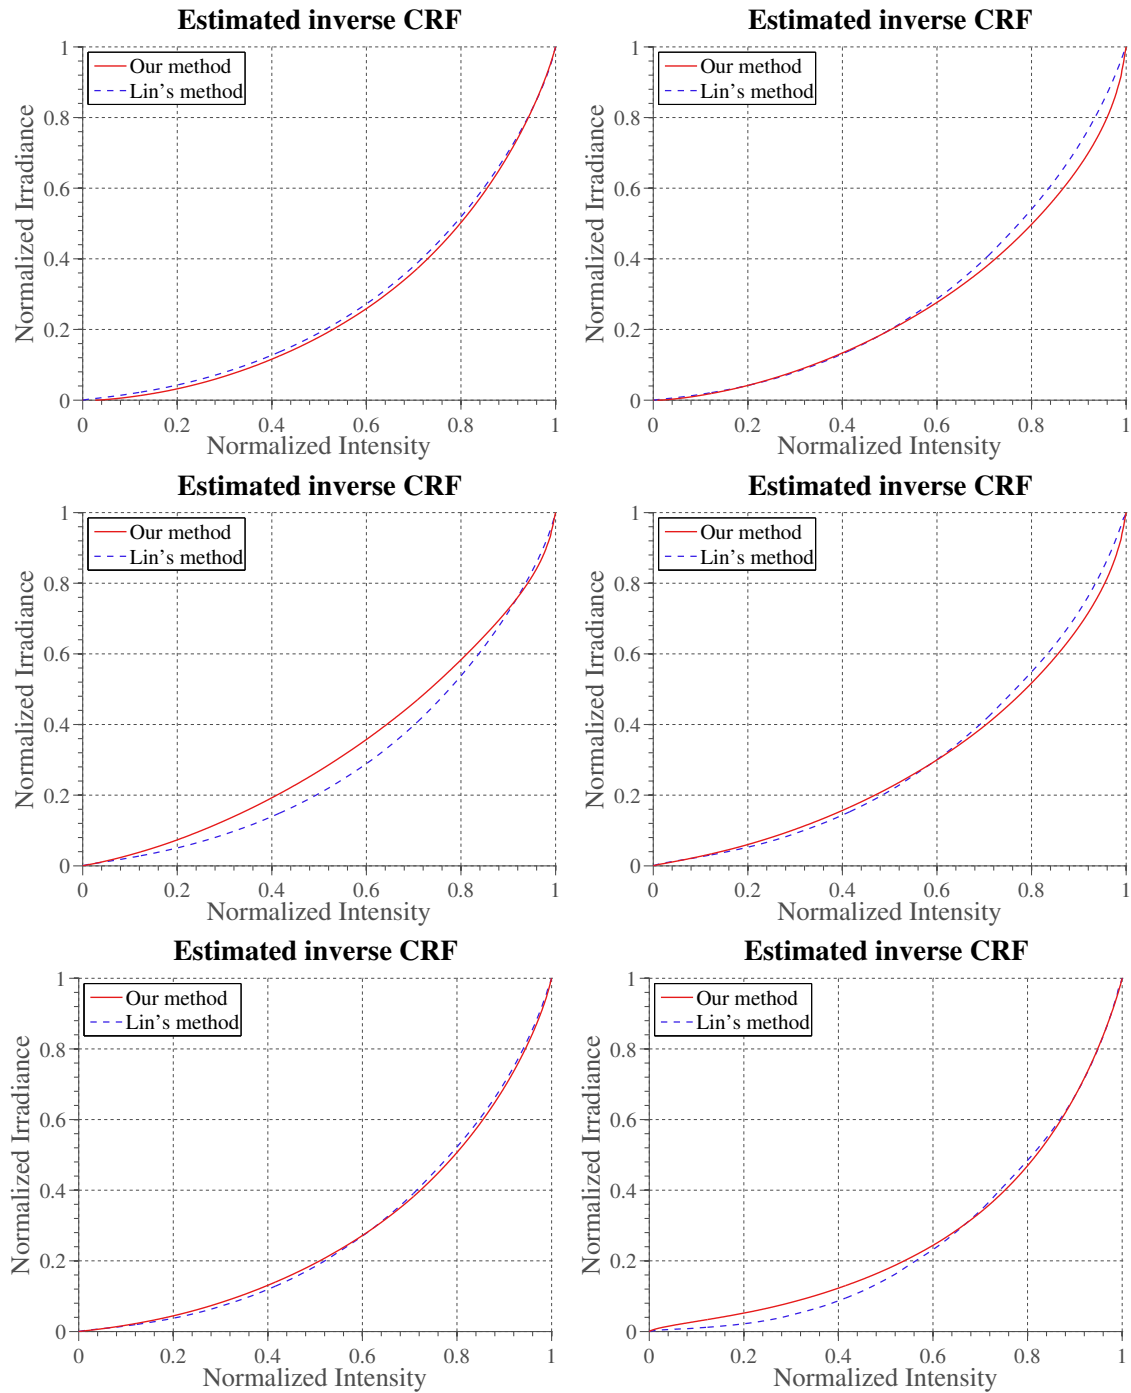 Estimated inverse CRF
1
0.8
0.6
0.4
0.2
0
Normalized Irradiance
Our method
Lin's method
0 0.2 0.4 0.6 0.8 1
Normalized Intensity
Estimated inverse CRF
1
0.8
0.6
0.4
0.2
0
Normalized Irradiance
Our method
Lin's method
0 0.2 0.4 0.6 0.8 1
Normalized Intensity
Estimated inverse CRF
1
0.8
0.6
0.4
0.2
0
Normalized Irradiance
Our method
Lin's method
0 0.2 0.4 0.6 0.8 1
Normalized Intensity
Estimated inverse CRF
1
0.8
0.6
0.4
0.2
0
Normalized Irradiance
Our method
Lin's method
0 0.2 0.4 0.6 0.8 1
Normalized Intensity
Estimated inverse CRF
1
0.8
0.6
0.4
0.2
0
Normalized Irradiance
Our method
Lin's method
0 0.2 0.4 0.6 0.8 1
Normalized Intensity
Estimated inverse CRF
1
0.8
0.6
0.4
0.2
0
Normalized Irradiance
Our method
Lin's method
0 0.2 0.4 0.6 0.8 1
Normalized Intensity